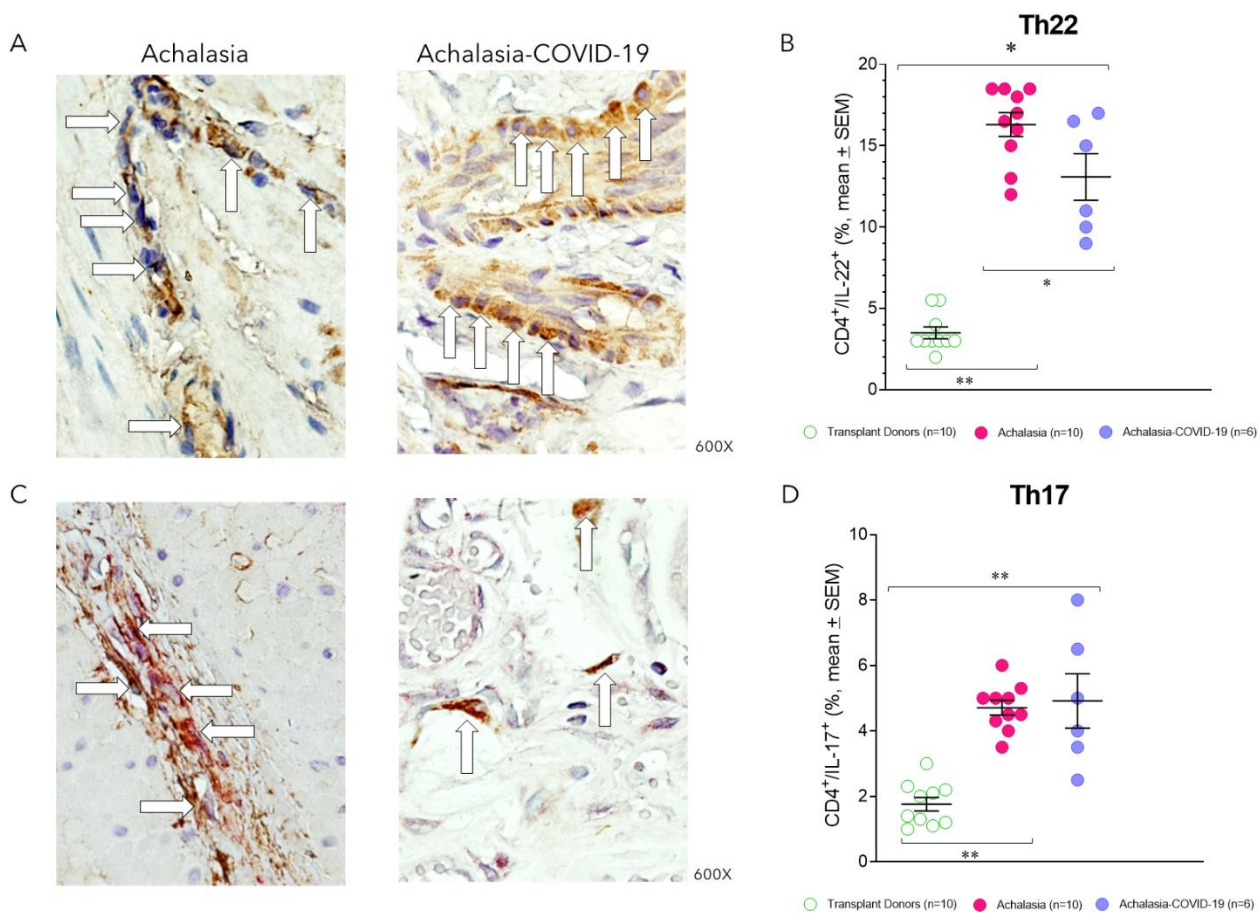 A
Achalasia
Achalasia-COVID-19
600X
B
Th22
CD4+/IL-22+ (%, mean ± SEM)
20
15
10
5
0
*
*
**
Transplant Donors (n=10)
Achalasia (n=10)
Achalasia-COVID-19 (n=6)
C
600X
D
Th17
CD4+/IL-17+ (%, mean ± SEM)
10
8
6
4
2
0
**
**
Transplant Donors (n=10)
Achalasia (n=10)
Achalasia-COVID-19 (n=6)